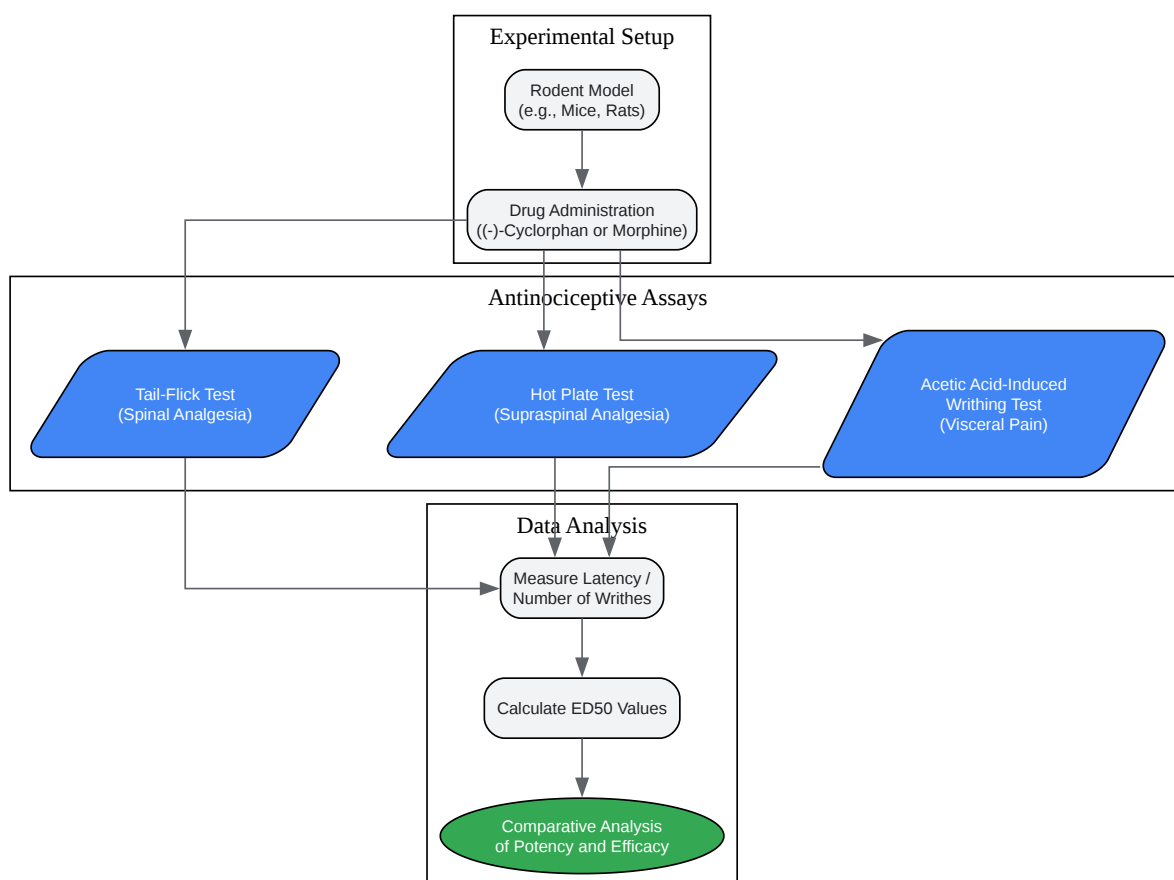 Experimental Setup
Rodent Model
(e.g., Mice, Rats)
Drug Administration
((-)-Cyclorphan or Morphine)
Antinociceptive Assays
Tail-Flick Test
(Spinal Analgesia)
Hot Plate Test
(Supraspinal Analgesia)
Acetic Acid-Induced
Writhing Test
(Visceral Pain)
Data Analysis
Measure Latency /
Number of Writhes
Calculate ED50 Values
Comparative Analysis
of Potency and Efficacy